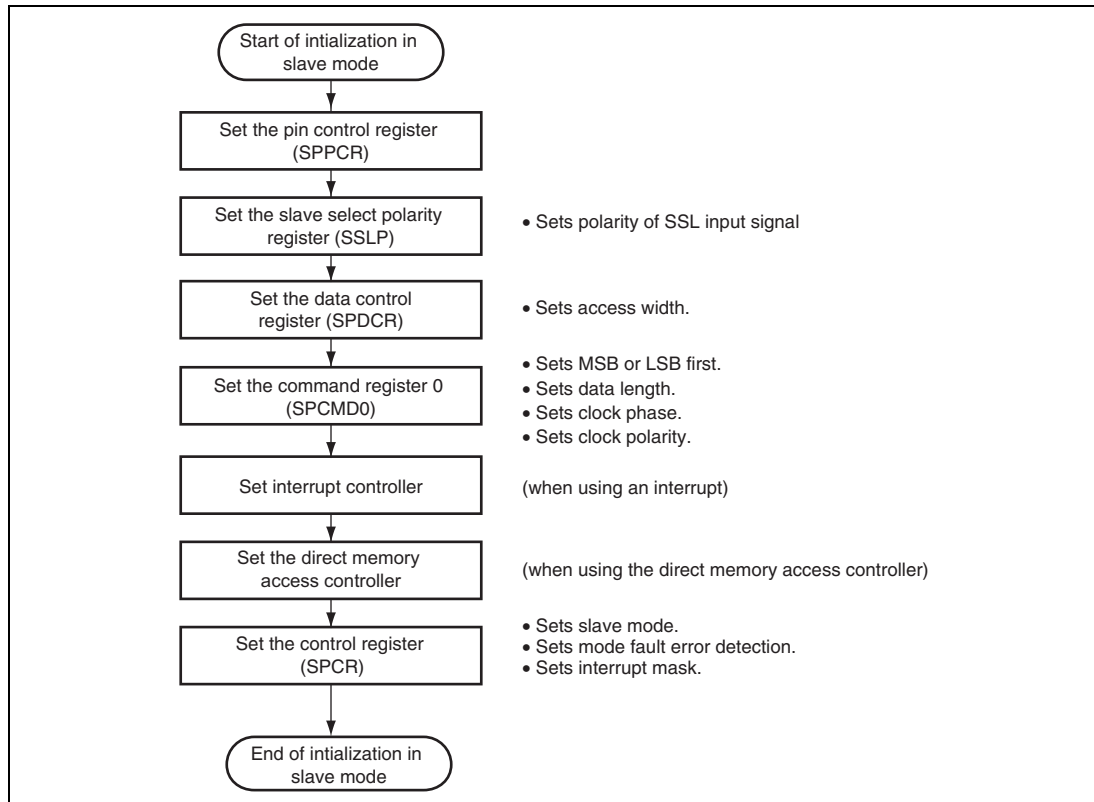 Start of intialization in
slave mode
Set the pin control register
(SPPCR)
Set the slave select polarity
register (SSLP)
• Sets polarity of SSL input signal
Set the data control
register (SPDCR)
• Sets access width.
Set the command register 0
(SPCMD0)
• Sets MSB or LSB first.
• Sets data length.
• Sets clock phase.
• Sets clock polarity.
Set interrupt controller
(when using an interrupt)
Set the direct memory
access controller
(when using the direct memory access controller)
Set the control register
(SPCR)
• Sets slave mode.
• Sets mode fault error detection.
• Sets interrupt mask.
End of intialization in
slave mode